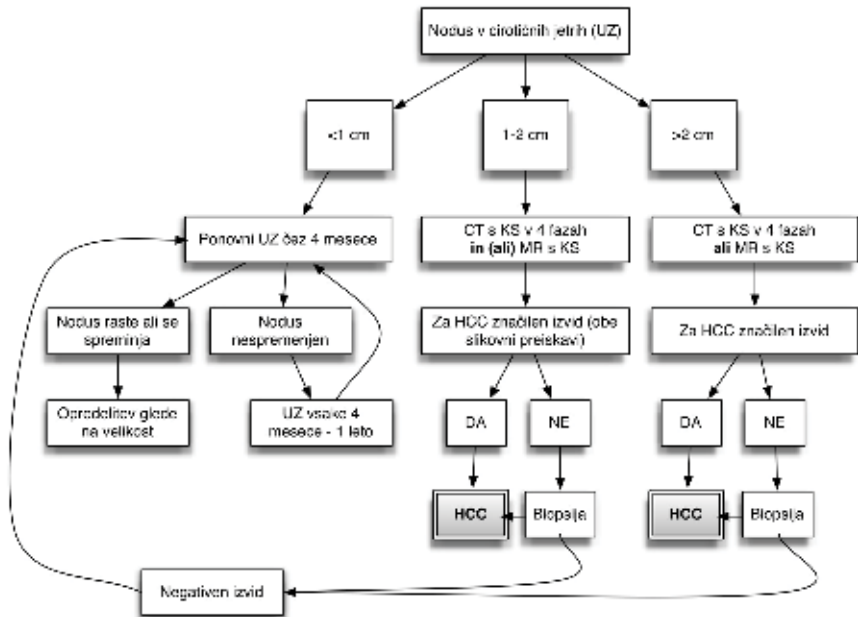 Nodus v cirotičnih jetrih (UZ)
<1 cm
1-2 cm
>2 cm
Ponovni UZ čez 4 mesece
CT s KS v 4 fazah
in (ali) MR s KS
CT s KS v 4 fazah
ali MR s KS
Nodus raste ali se
spreminja
Nodus
nespremenjen
Za HCC značilen izvid (obe
slikovni preiskavi)
Za HCC značilen izvid
Opredelitev glede
na velikost
UZ vsake 4
mesece - 1 leto
DA
NE
DA
NE
HCC
Biopsija
HCC
Biopsija
Negativen izvid